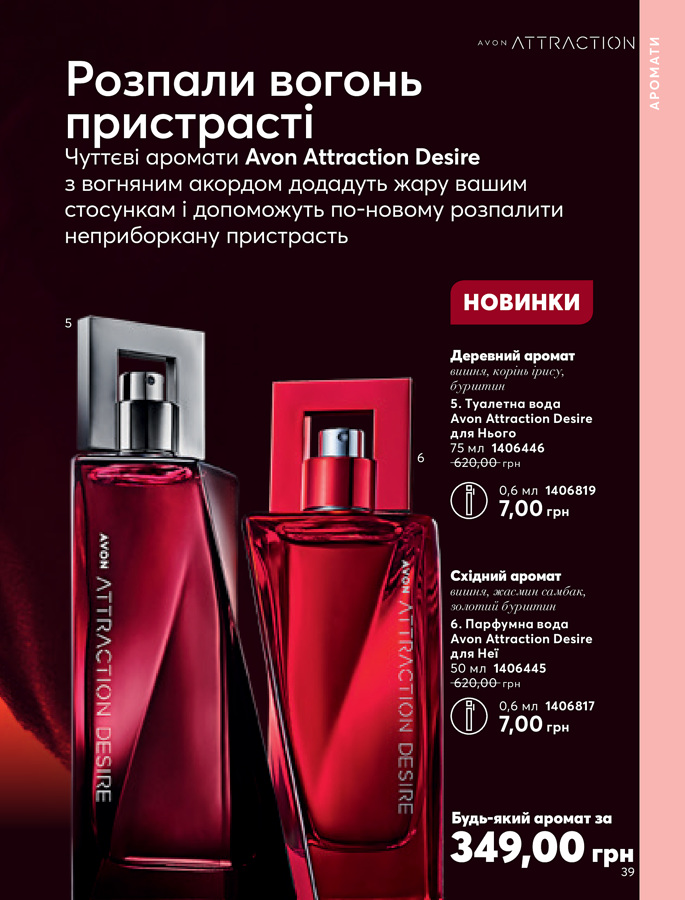 AVON ATTRACTION
АРОМАТИ
Розпали вогонь
пристрасті
Чуттєві аромати Avon Attraction Desire
з вогняним акордом додадуть жару вашим
стосункам і допоможуть по-новому розпалити
неприборкану пристрасть
НОВИНКИ
5
Деревний аромат
вишня, корінь ірису,
бурштин
5. Туалетна вода
Avon Attraction Desire
для Нього
75 мл 1406446
620,00 грн
0,6 мл 1406819
7,00 грн
6
Східний аромат
вишня, жасмин самбак,
золотий бурштин
6. Парфумна вода
Avon Attraction Desire
для Неї
50 мл 1406445
620,00 грн
0,6 мл 1406817
7,00 грн
AVON ATTRACTION DESIRE
AVON ATTRACTION DESIRE
Будь-який аромат за
349,00 грн
39